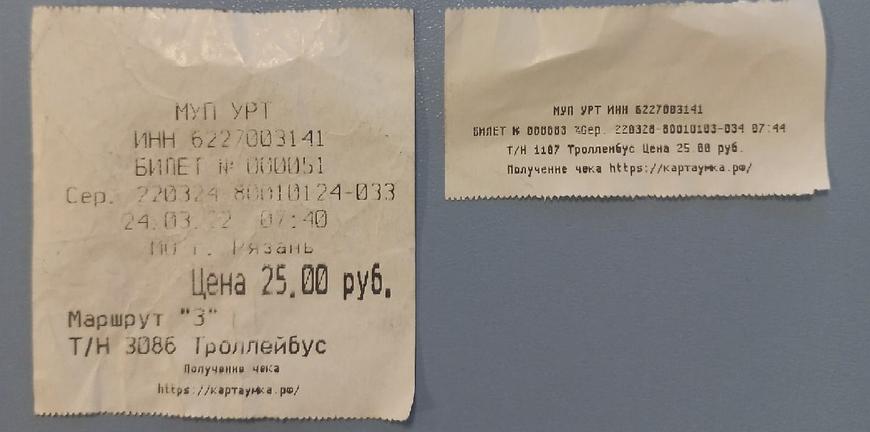 МУП УРТ
ИНН 6227003141
БИЛЕТ № 000051
Сер. 220324-80010124-033
24.03.22 07:40
по г. Рязань
Цена 25.00 руб.
Маршрут "3"
Т/Н 3086 Троллейбус
Получение чека
https://картаумка.рф/
МУП УРТ ИНН 6227003141
БИЛЕТ № 000003 Сер. 220328-80010103-034 07:44
Т/Н 1107 Троллейбус Цена 25 00 руб.
Получение чека https://картаумка.рф/